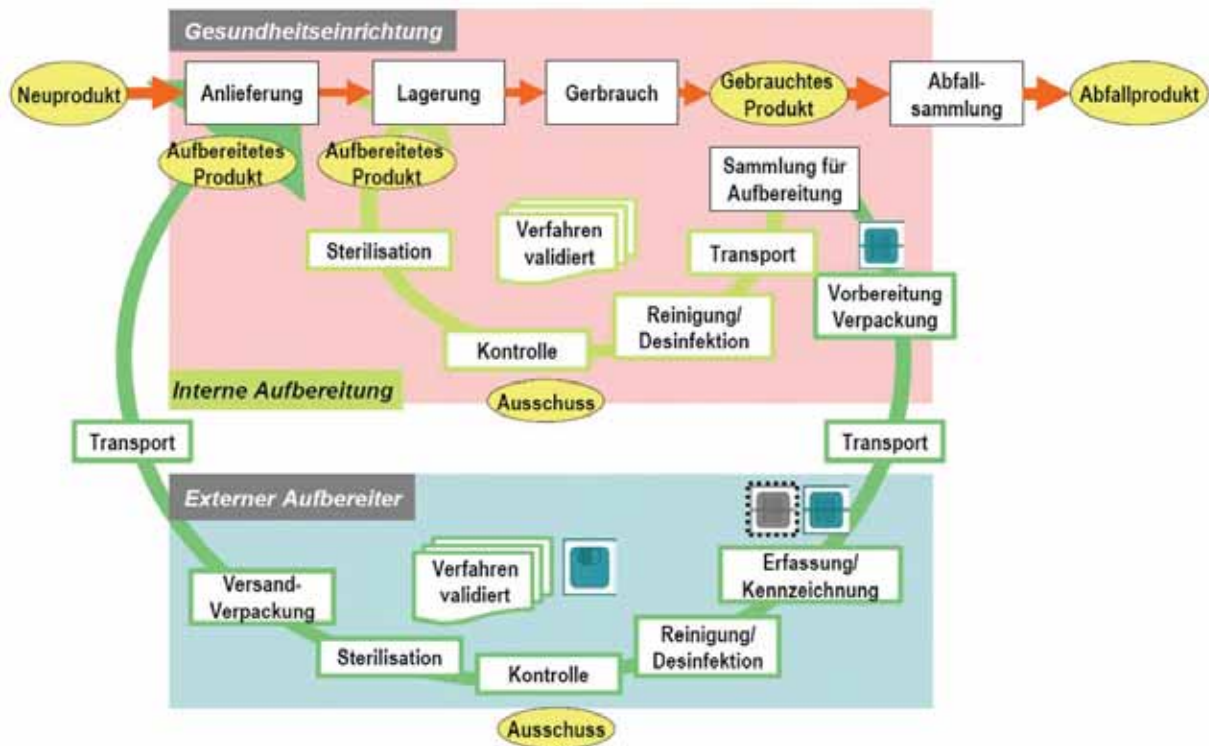 Gesundheitseinrichtung
Neuprodukt
Anlieferung
Lagerung
Gerbrauch
Gebrauchtes
Produkt
Abfall-
sammlung
Abfallprodukt
Aufbereitetes
Produkt
Aufbereitetes
Produkt
Sammlung für
Aufbereitung
Sterilisation
Verfahren
validiert
Transport
Vorbereitung
Verpackung
Reinigung/
Desinfektion
Kontrolle
Interne Aufbereitung
Ausschuss
Transport
Transport
Externer Aufbereiter
Verfahren
validiert
Erfassung/
Kennzeichnung
Versand-
Verpackung
Reinigung/
Desinfektion
Sterilisation
Kontrolle
Ausschuss